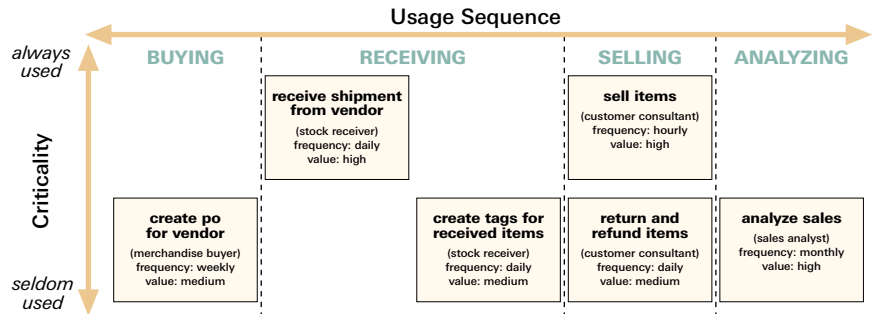 Usage Sequence
always
used
BUYING
RECEIVING
SELLING
ANALYZING
Criticality
receive shipment
from vendor
(stock receiver)
frequency: daily
value: high
sell items
(customer consultant)
frequency: hourly
value: high
create po
for vendor
(merchandise buyer)
frequency: weekly
value: medium
create tags for
received items
(stock receiver)
frequency: daily
value: medium
return and
refund items
(customer consultant)
frequency: daily
value: medium
analyze sales
(sales analyst)
frequency: monthly
value: high
seldom
used